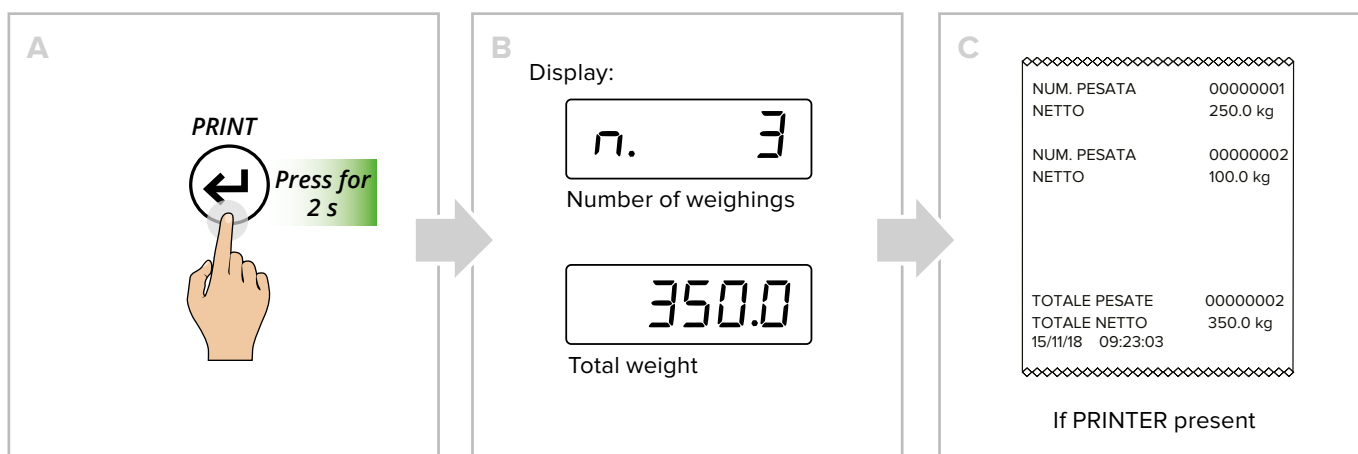 A
PRINT
Press for
2 s
B
Display:
n. 3
Number of weighings
350.0
Total weight
C
NUM. PESATA 00000001
NETTO 250.0 kg
NUM. PESATA 00000002
NETTO 100.0 kg
TOTALE PESATE 00000002
TOTALE NETTO 350.0 kg
15/11/18 09:23:03
If PRINTER present